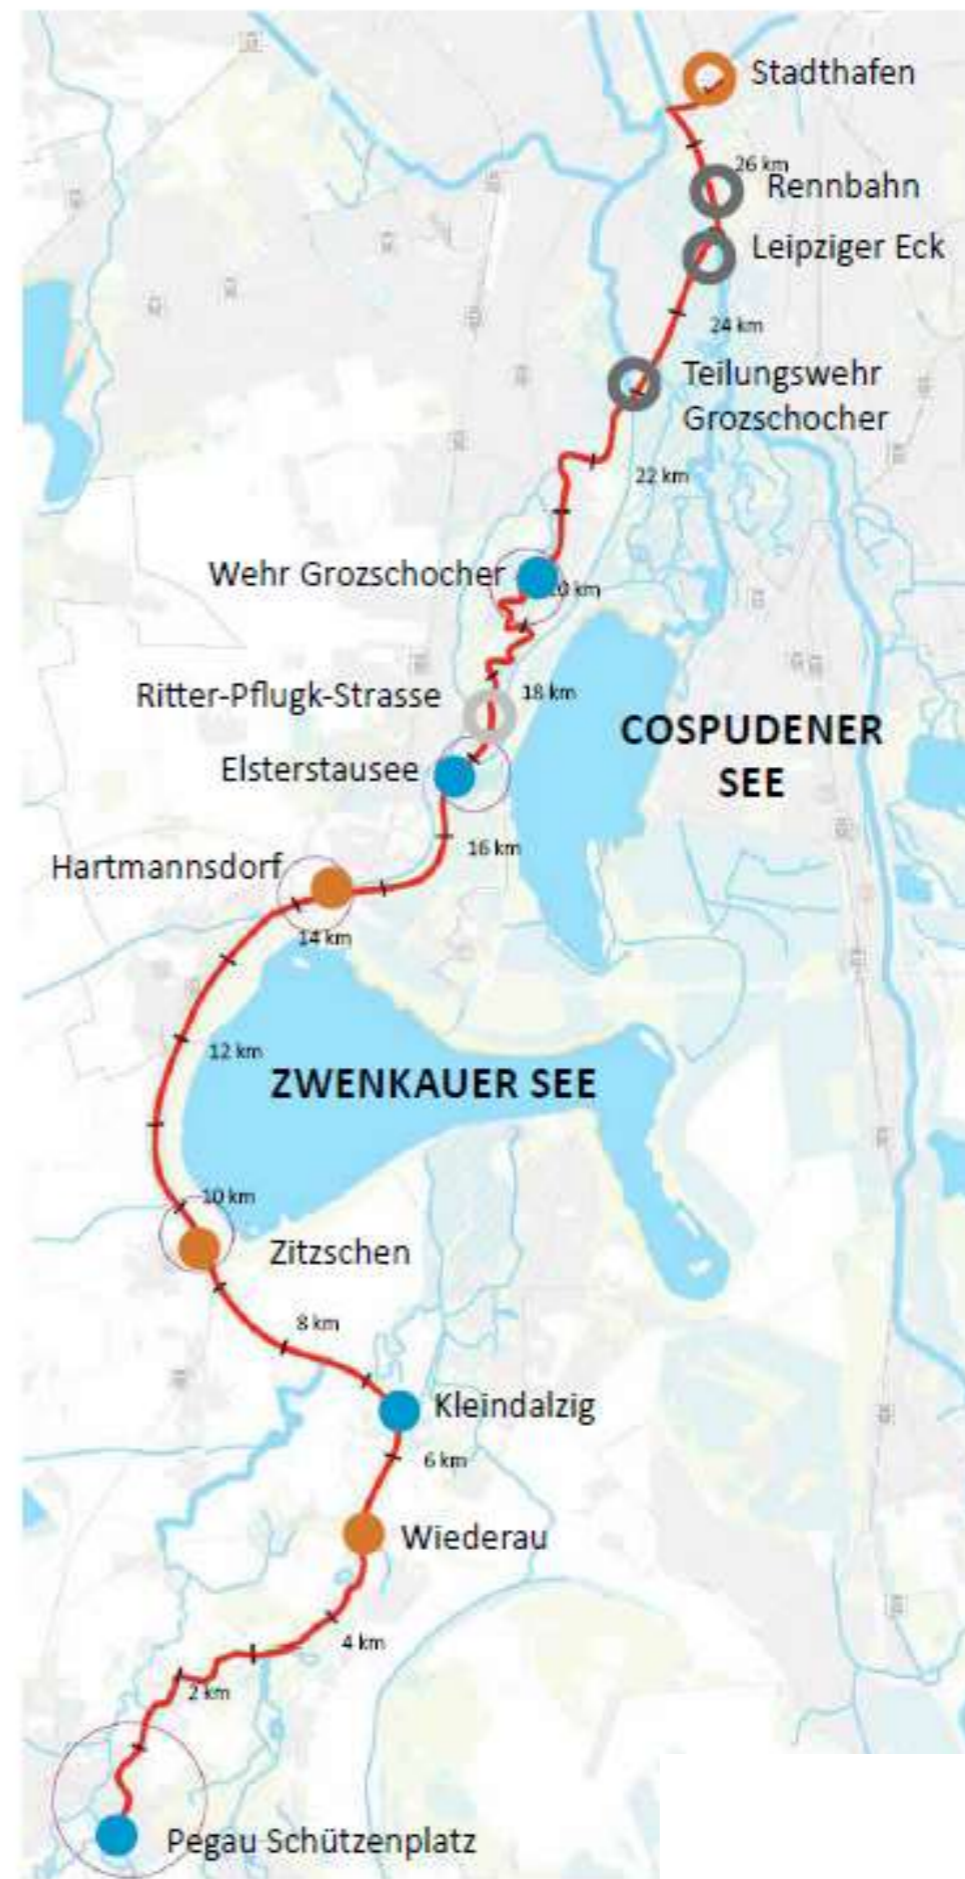 Stadthafen
26 km
Rennbahn
Leipziger Eck
24 km
Teilungswehr
Grozschocher
22 km
Wehr Grozschocher
20 km
Ritter-Pflugk-Strasse
18 km
COSPUDENER
SEE
Elsterstausee
16 km
Hartmannsdorf
14 km
12 km
ZWENKAUER SEE
10 km
Zitzschen
8 km
Kleindalzig
6 km
Wiederau
4 km
2 km
Pegau Schützenplatz